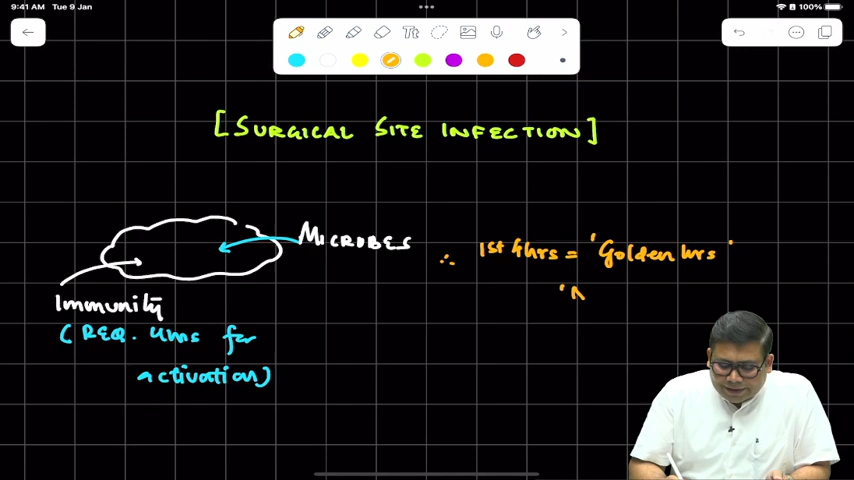 9:41 AM Tue 9 Jan
100%
Tt
[SURGICAL SITE INFECTION]
MICROBES
∴ 1st 4hrs = 'Golden hrs'
Immunity
(REQ. 4hrs for
activation)